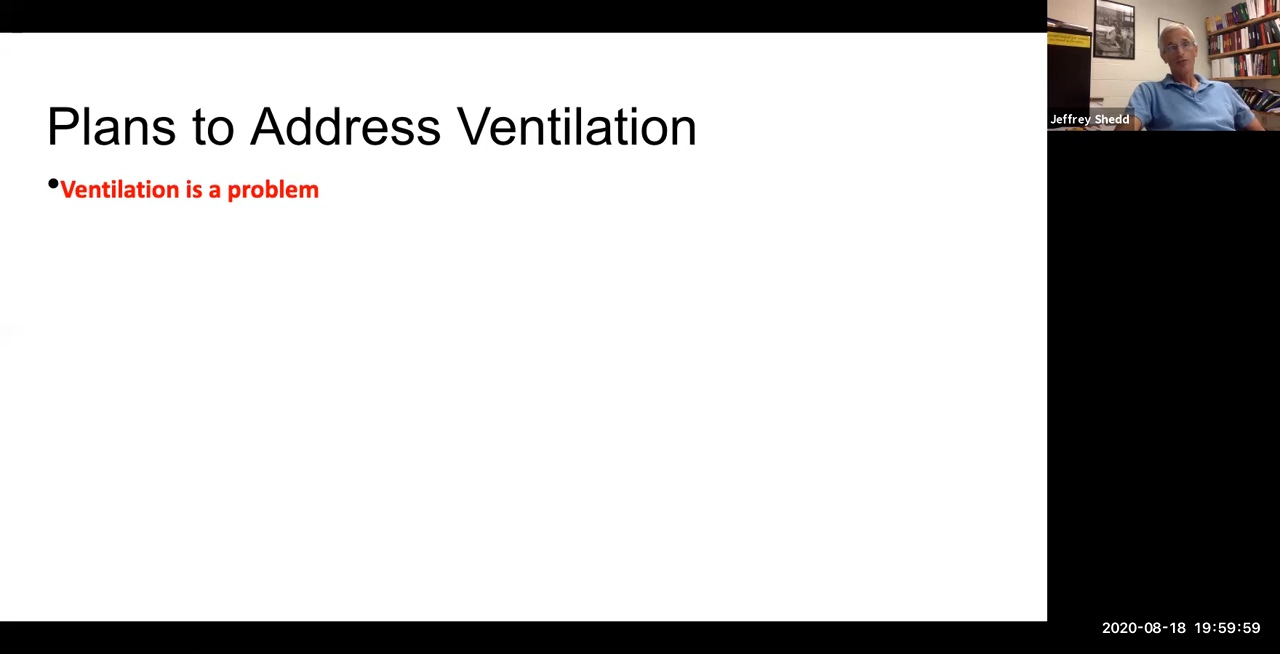 Plans to Address Ventilation
•Ventilation is a problem
Jeffrey Shedd
2020-08-18 19:59:59